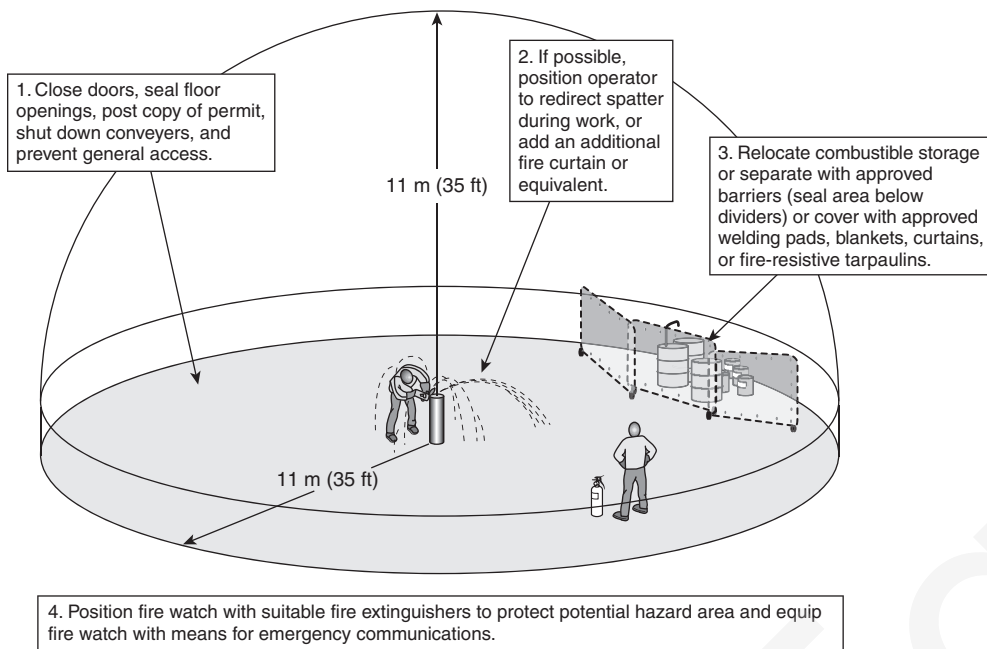 1. Close doors, seal floor
openings, post copy of permit,
shut down conveyers, and
prevent general access.
2. If possible,
position operator
to redirect spatter
during work, or
add an additional
fire curtain or
equivalent.
3. Relocate combustible storage
or separate with approved
barriers (seal area below
dividers) or cover with approved
welding pads, blankets, curtains,
or fire-resistive tarpaulins.
11 m (35 ft)
11 m (35 ft)
4. Position fire watch with suitable fire extinguishers to protect potential hazard area and equip
fire watch with means for emergency communications.